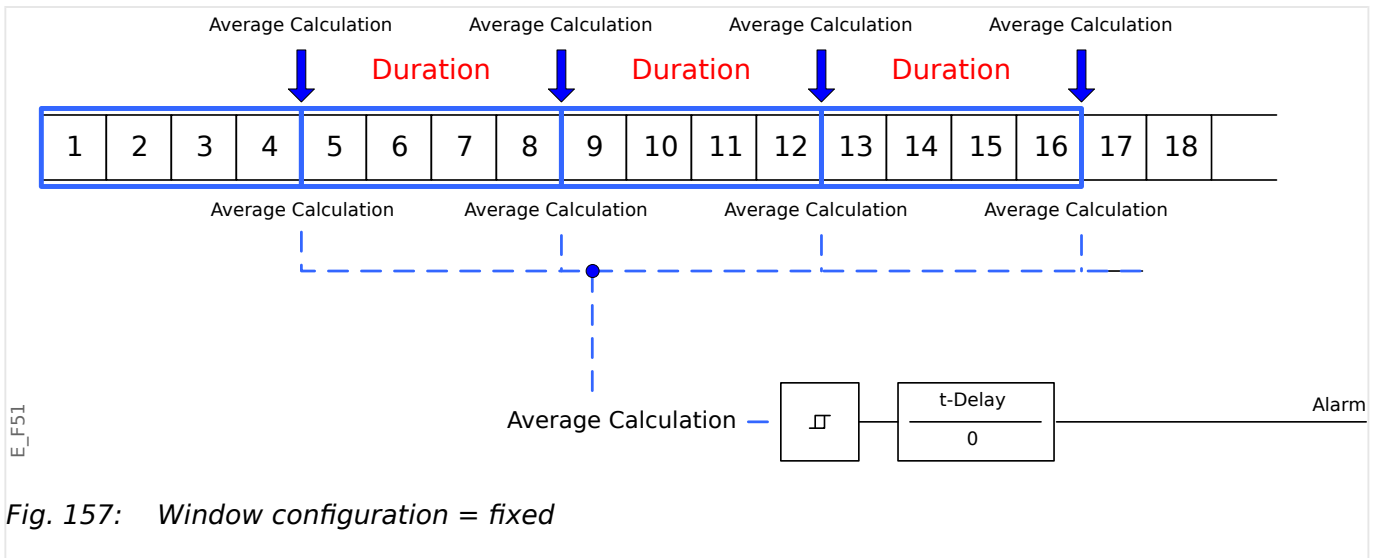 Average Calculation Average Calculation Average Calculation Average Calculation
Duration Duration Duration
1 2 3 4 5 6 7 8 9 10 11 12 13 14 15 16 17 18
Average Calculation Average Calculation Average Calculation Average Calculation
t-Delay
Alarm
Average Calculation
0
E_F51
Fig. 157: Window configuration = fixed